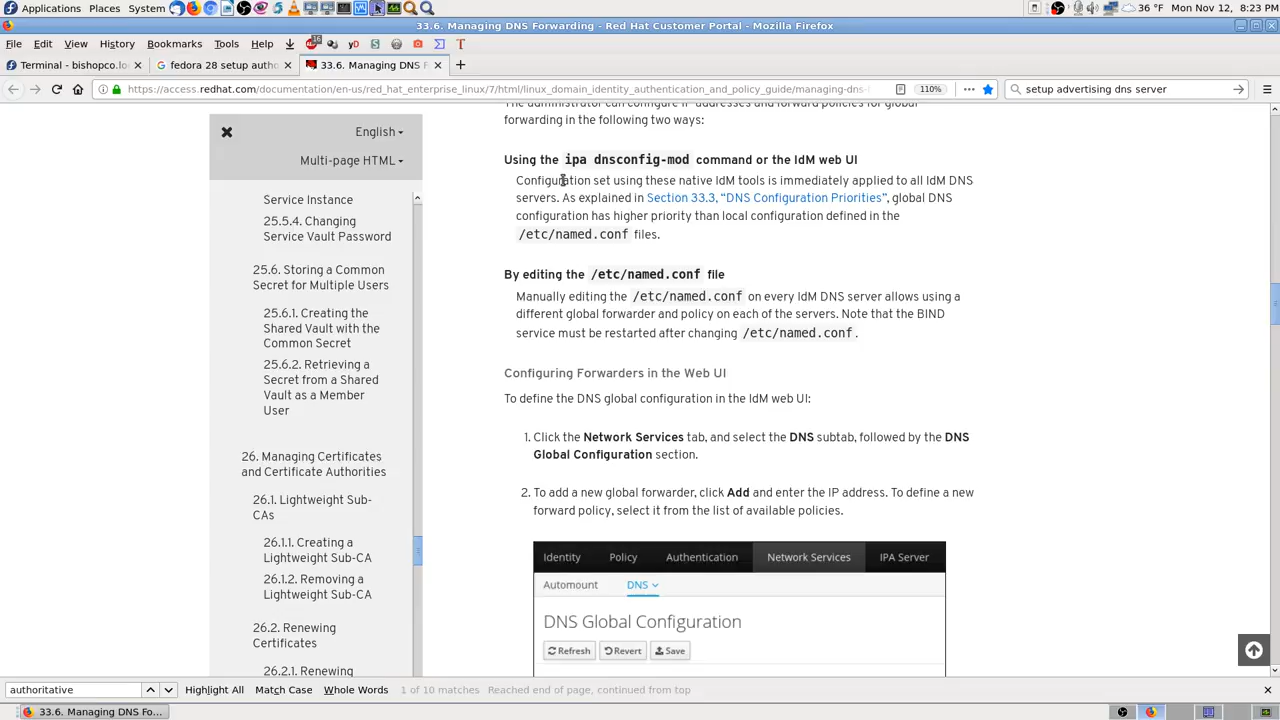 Applications Places System 36 °F Mon Nov 12, 8:23 PM
33.6. Managing DNS Forwarding - Red Hat Customer Portal - Mozilla Firefox
File Edit View History Bookmarks Tools Help
Terminal - bishopco.lo
fedora 28 setup autho
33.6. Managing DNS F
https://access.redhat.com/documentation/en-us/red_hat_enterprise_linux/7/html/linux_domain_identity_authentication_and_policy_guide/managing-dns-f
110%
setup advertising dns server
English
Multi-page HTML
Service Instance
25.5.4. Changing
Service Vault Password
25.6. Storing a Common
Secret for Multiple Users
25.6.1. Creating the
Shared Vault with the
Common Secret
25.6.2. Retrieving a
Secret from a Shared
Vault as a Member
User
26. Managing Certificates
and Certificate Authorities
26.1. Lightweight Sub-
CAs
26.1.1. Creating a
Lightweight Sub-CA
26.1.2. Removing a
Lightweight Sub-CA
26.2. Renewing
Certificates
26.2.1. Renewing
The administrator can configure IP addresses and forward policies for global
forwarding in the following two ways:
Using the ipa dnsconfig-mod command or the IdM web UI
Configuration set using these native IdM tools is immediately applied to all IdM DNS
servers. As explained in Section 33.3, “DNS Configuration Priorities”, global DNS
configuration has higher priority than local configuration defined in the
/etc/named.conf files.
By editing the /etc/named.conf file
Manually editing the /etc/named.conf on every IdM DNS server allows using a
different global forwarder and policy on each of the servers. Note that the BIND
service must be restarted after changing /etc/named.conf.
Configuring Forwarders in the Web UI
To define the DNS global configuration in the IdM web UI:
1. Click the Network Services tab, and select the DNS subtab, followed by the DNS
Global Configuration section.
2. To add a new global forwarder, click Add and enter the IP address. To define a new
forward policy, select it from the list of available policies.
Identity Policy Authentication Network Services IPA Server
Automount DNS
DNS Global Configuration
Refresh Revert Save
authoritative Highlight All Match Case Whole Words 1 of 10 matches Reached end of page, continued from top
33.6. Managing DNS Fo...